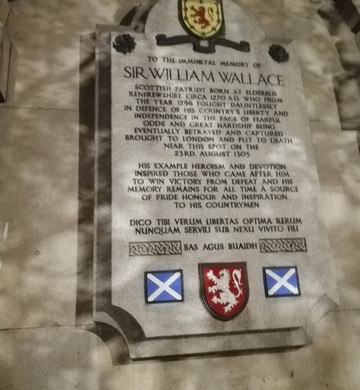 TO THE IMMORTAL MEMORY OF
SIR WILLIAM WALLACE
SCOTTISH PATRIOT BORN AT ELDERSLIE
RENFREWSHIRE CIRCA 1270 A.D. WHO FROM
THE YEAR 1296 FOUGHT DAUNTLESSLY
IN DEFENCE OF HIS COUNTRY'S LIBERTY AND
INDEPENDENCE IN THE FACE OF FEARFUL
ODDS AND GREAT HARDSHIP BEING
EVENTUALLY BETRAYED AND CAPTURED
BROUGHT TO LONDON AND PUT TO DEATH
NEAR THIS SPOT ON THE
23RD. AUGUST 1305
HIS EXAMPLE HEROISM AND DEVOTION
INSPIRED THOSE WHO CAME AFTER HIM
TO WIN VICTORY FROM DEFEAT AND HIS
MEMORY REMAINS FOR ALL TIME A SOURCE
OF PRIDE HONOUR AND INSPIRATION
TO HIS COUNTRYMEN
DICO TIBI VERUM LIBERTAS OPTIMA RERUM
NUNQUAM SERVILI SUB NEXU VIVITO FILI
BAS AGUS BUAIDH